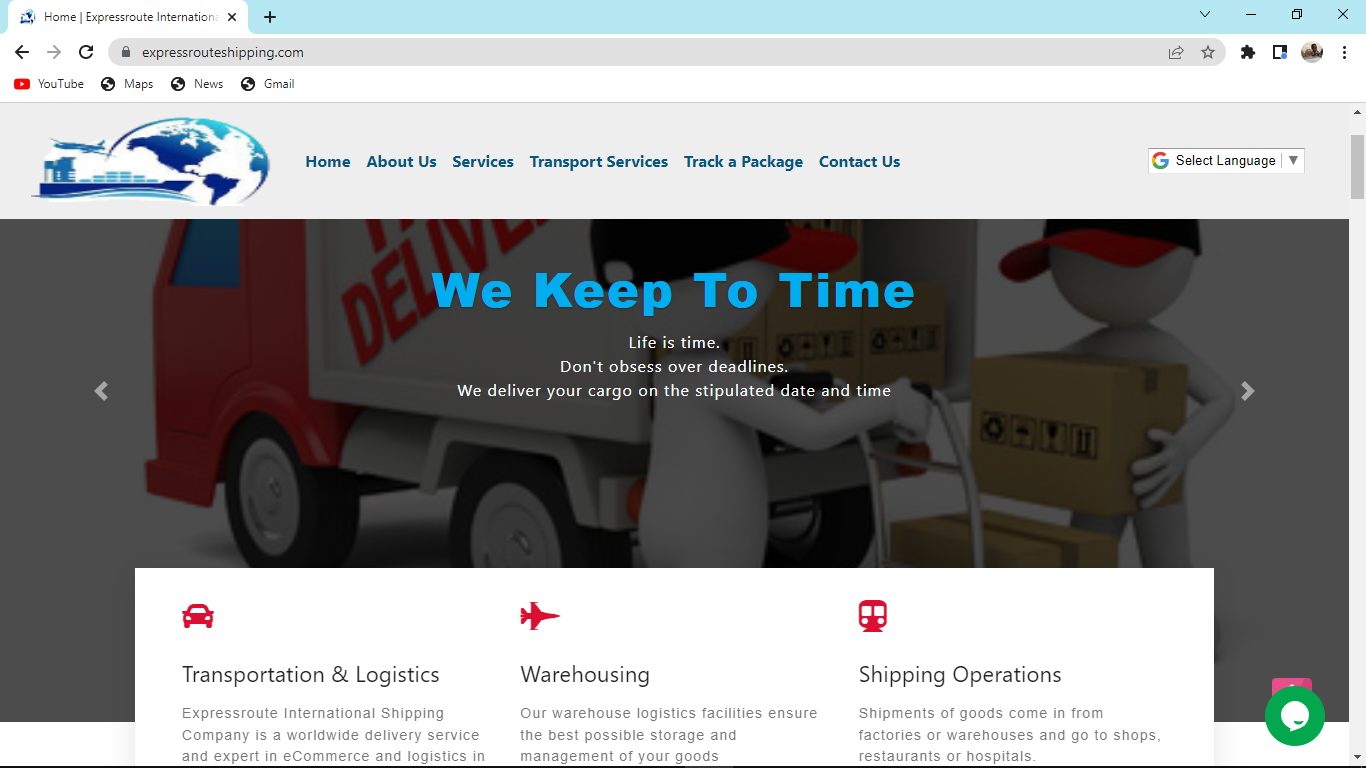 Home | Expressroute Internationa
expressrouteshipping.com
YouTube
Maps
News
Gmail
Home
About Us
Services
Transport Services
Track a Package
Contact Us
Select Language
DELIVER
We Keep To Time
Life is time.
Don't obsess over deadlines.
We deliver your cargo on the stipulated date and time
Transportation & Logistics
Expressroute International Shipping
Company is a worldwide delivery service
and expert in eCommerce and logistics in
Warehousing
Our warehouse logistics facilities ensure
the best possible storage and
management of your goods
Shipping Operations
Shipments of goods come in from
factories or warehouses and go to shops,
restaurants or hospitals.